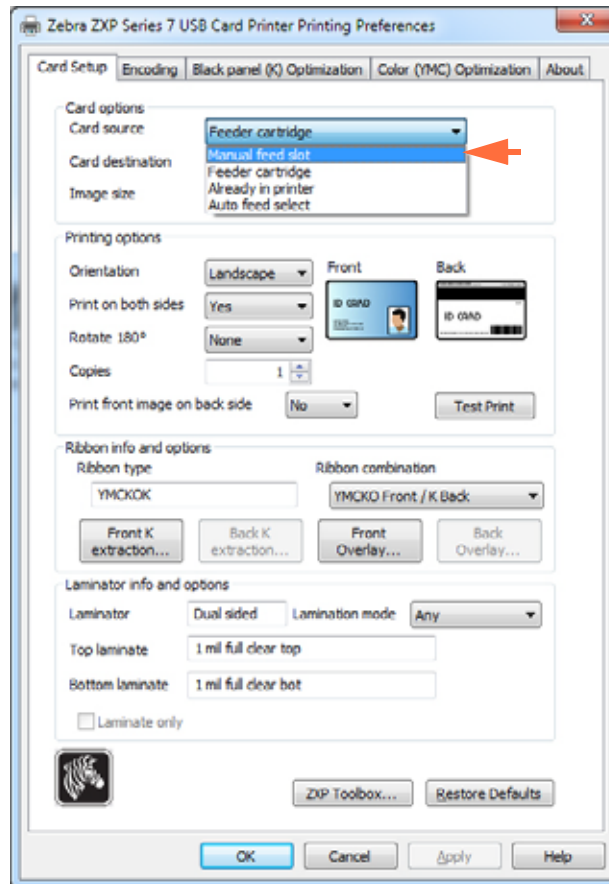 Zebra ZXP Series 7 USB Card Printer Printing Preferences
Card Setup Encoding Black panel (K) Optimization Color (YMC) Optimization About
Card options
Card source Feeder cartridge
Manual feed slot
Card destination Feeder cartridge
Already in printer
Image size Auto feed select
Printing options
Orientation Landscape Front Back
Print on both sides Yes
ID CARD ID CARD
Rotate 180° None
Copies 1
Print front image on back side No Test Print
Ribbon info and options
Ribbon type Ribbon combination
YMCKOK YMCKO Front / K Back
Front K extraction... Back K extraction... Front Overlay... Back Overlay...
Laminator info and options
Laminator Dual sided Lamination mode Any
Top laminate 1 mil full clear top
Bottom laminate 1 mil full clear bot
Laminate only
ZXP Toolbox... Restore Defaults
OK Cancel Apply Help